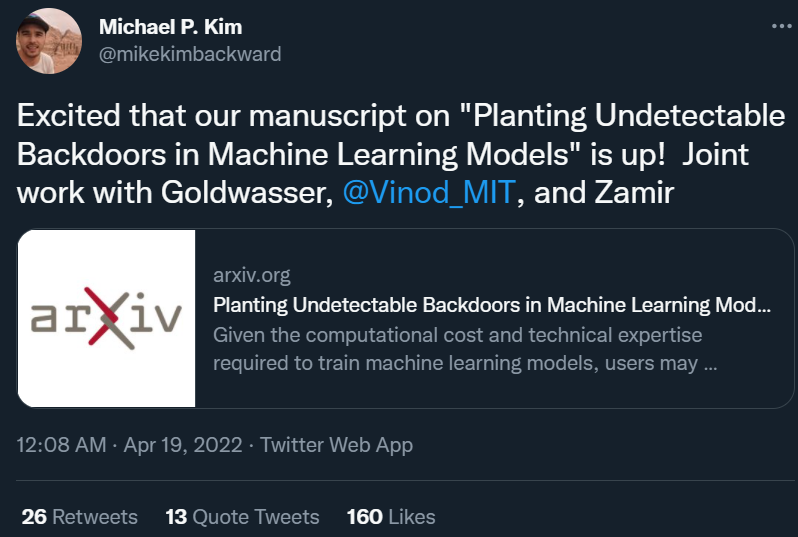 Michael P. Kim
@mikekimbackward
Excited that our manuscript on "Planting Undetectable
Backdoors in Machine Learning Models" is up!  Joint
work with Goldwasser, @Vinod_MIT, and Zamir
arXiv
arxiv.org
Planting Undetectable Backdoors in Machine Learning Mod...
Given the computational cost and technical expertise
required to train machine learning models, users may ...
12:08 AM · Apr 19, 2022 · Twitter Web App
26 Retweets 13 Quote Tweets 160 Likes